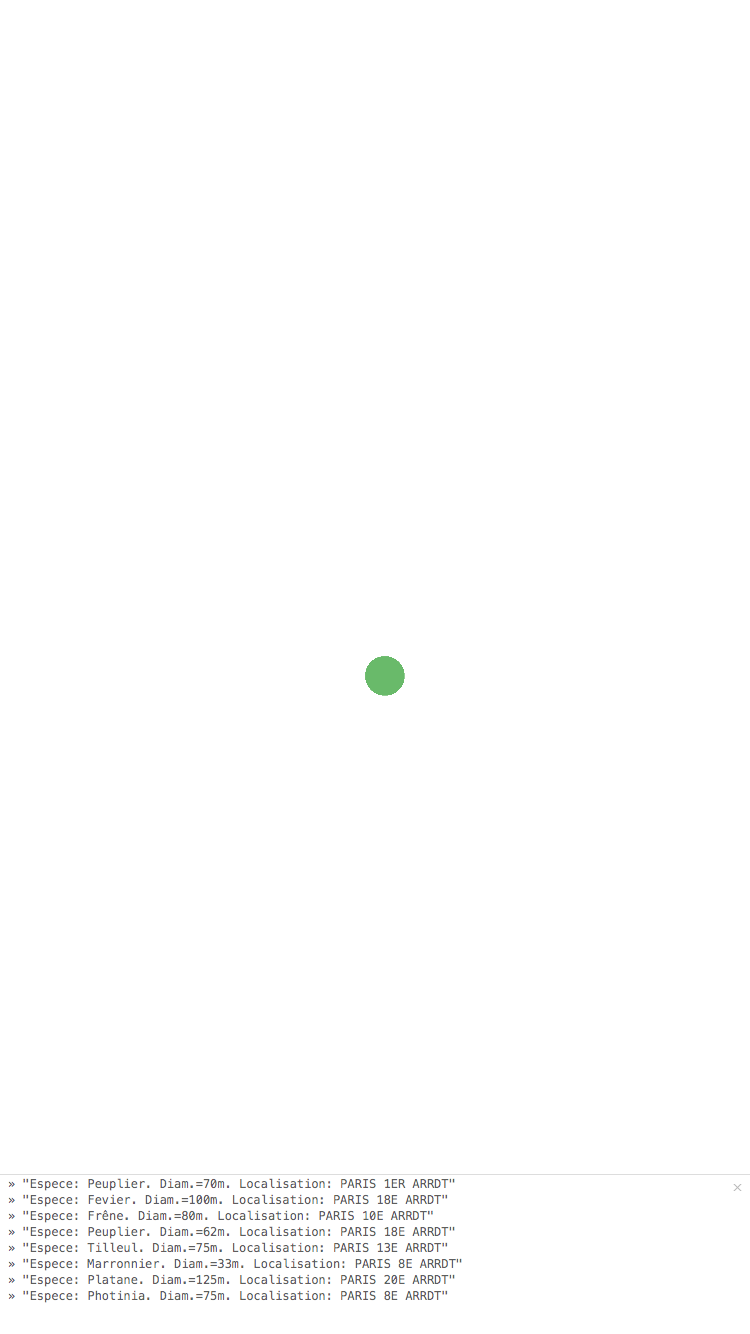 » "Espece: Peuplier. Diam.=70m. Localisation: PARIS 1ER ARRDT"
» "Espece: Fevier. Diam.=100m. Localisation: PARIS 18E ARRDT"
» "Espece: Frêne. Diam.=80m. Localisation: PARIS 10E ARRDT"
» "Espece: Peuplier. Diam.=62m. Localisation: PARIS 18E ARRDT"
» "Espece: Tilleul. Diam.=75m. Localisation: PARIS 13E ARRDT"
» "Espece: Marronnier. Diam.=33m. Localisation: PARIS 8E ARRDT"
» "Espece: Platane. Diam.=125m. Localisation: PARIS 20E ARRDT"
» "Espece: Photinia. Diam.=75m. Localisation: PARIS 8E ARRDT"